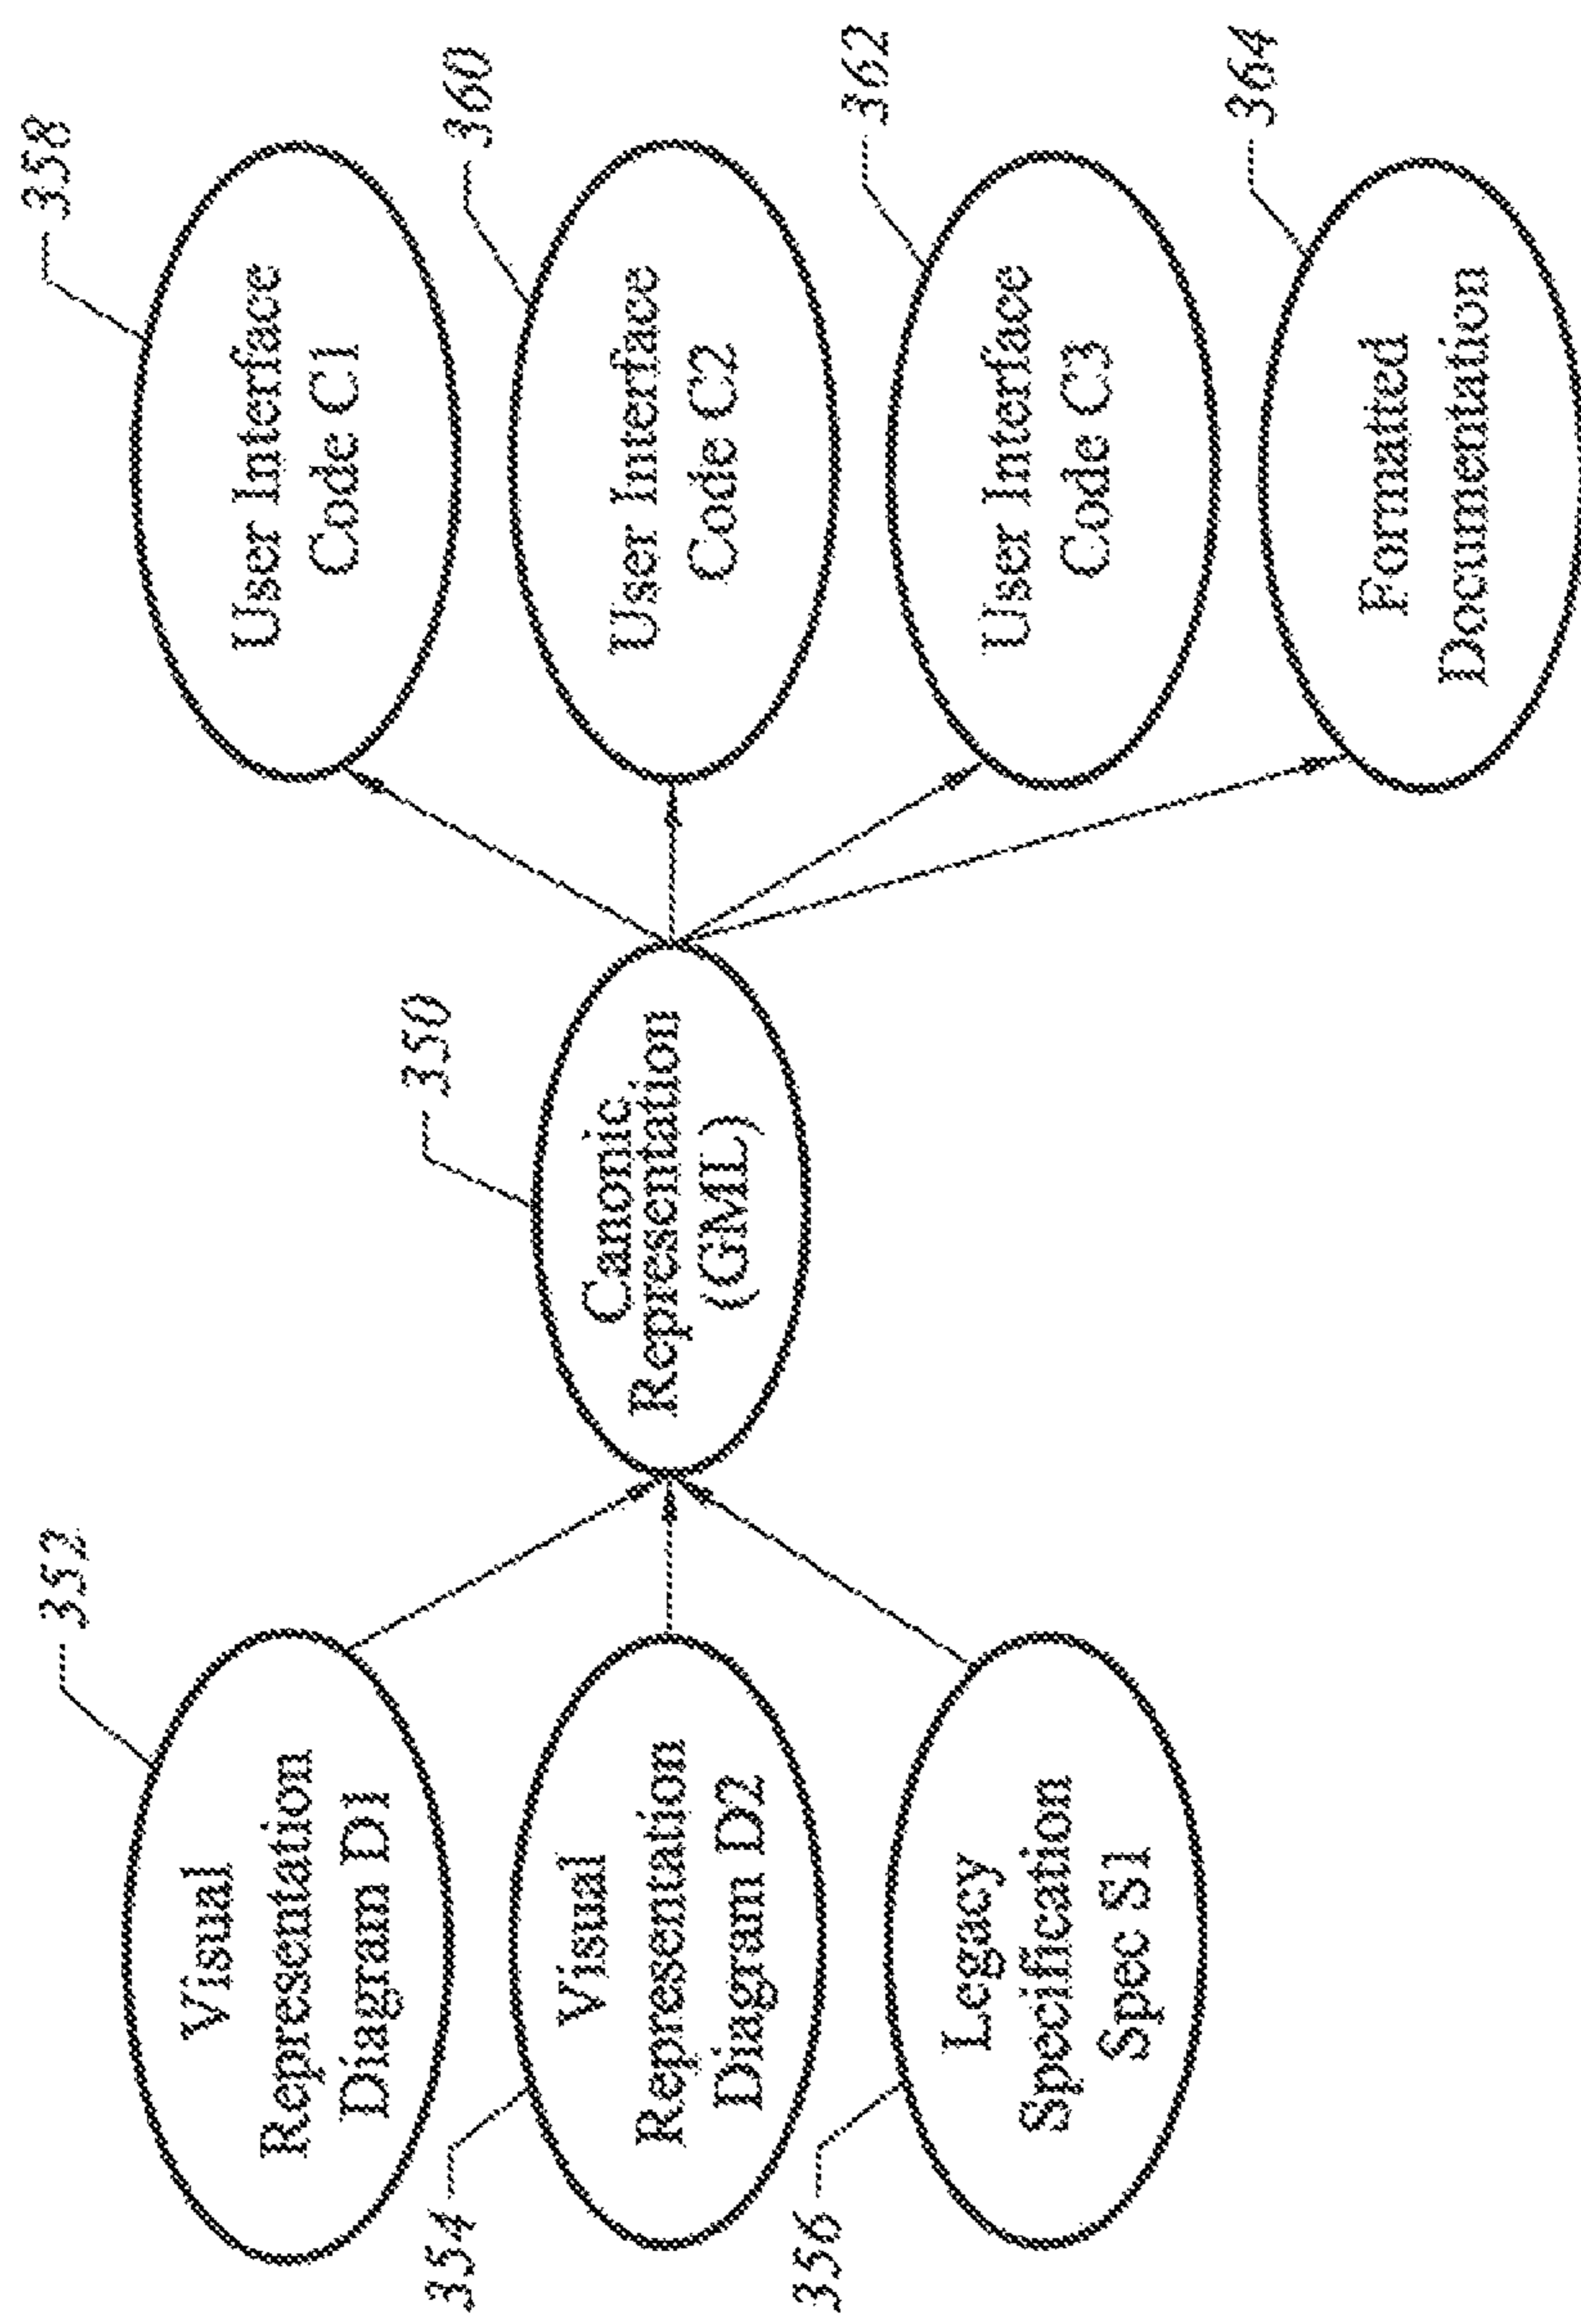 352
Visual
Representation
Diagram D1
354
Visual
Representation
Diagram D2
356
Legacy
Specification
Spec S1
350
Canonic
Representation
(GML)
358
User Interface
Code C1
360
User Interface
Code C2
362
User Interface
Code C3
364
Formatted
Documentation